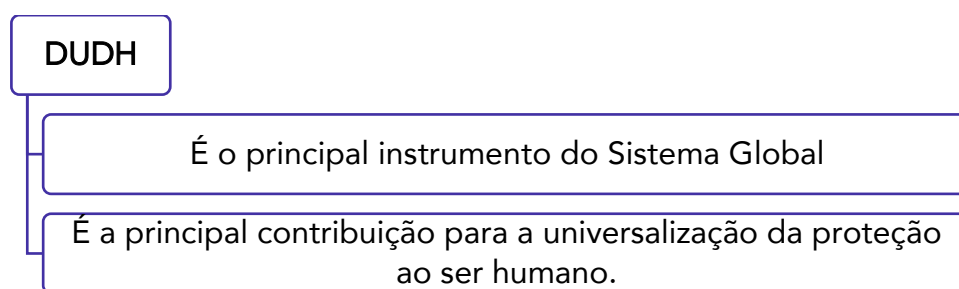 DUDH
É o principal instrumento do Sistema Global
É a principal contribuição para a universalização da proteção
ao ser humano.